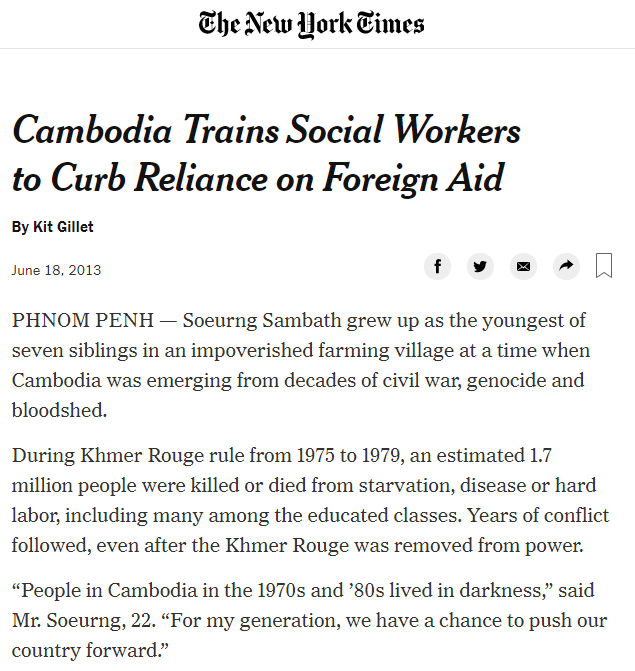 The New York Times
Cambodia Trains Social Workers
to Curb Reliance on Foreign Aid
By Kit Gillet
June 18, 2013
PHNOM PENH — Soeurng Sambath grew up as the youngest of
seven siblings in an impoverished farming village at a time when
Cambodia was emerging from decades of civil war, genocide and
bloodshed.
During Khmer Rouge rule from 1975 to 1979, an estimated 1.7
million people were killed or died from starvation, disease or hard
labor, including many among the educated classes. Years of conflict
followed, even after the Khmer Rouge was removed from power.
“People in Cambodia in the 1970s and ’80s lived in darkness,” said
Mr. Soeurng, 22. “For my generation, we have a chance to push our
country forward.”